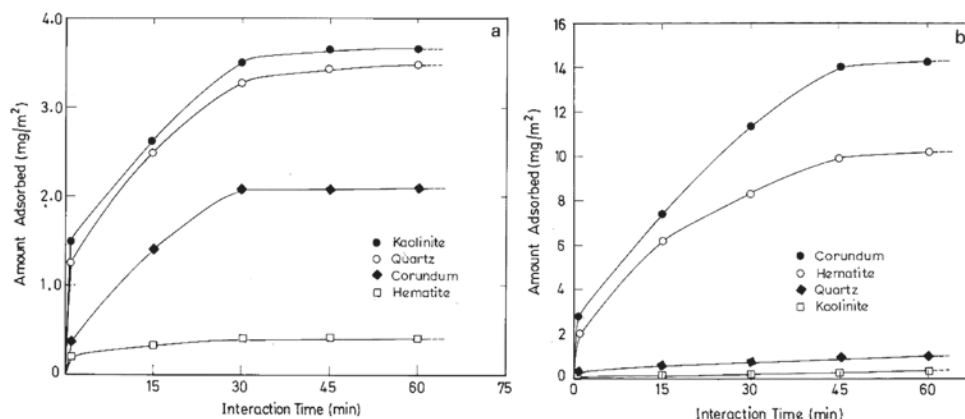 a
4.0
3.0
2.0
1.0
0
Amount Adsorbed (mg/m²)
Kaolinite
Quartz
Corundum
Hematite
15 30 45 60 75
Interaction Time (min)
b
16
14
12
10
8
6
4
2
0
Amount Adsorbed (mg/m²)
Corundum
Hematite
Quartz
Kaolinite
0 15 30 45 60
Interaction Time (min)